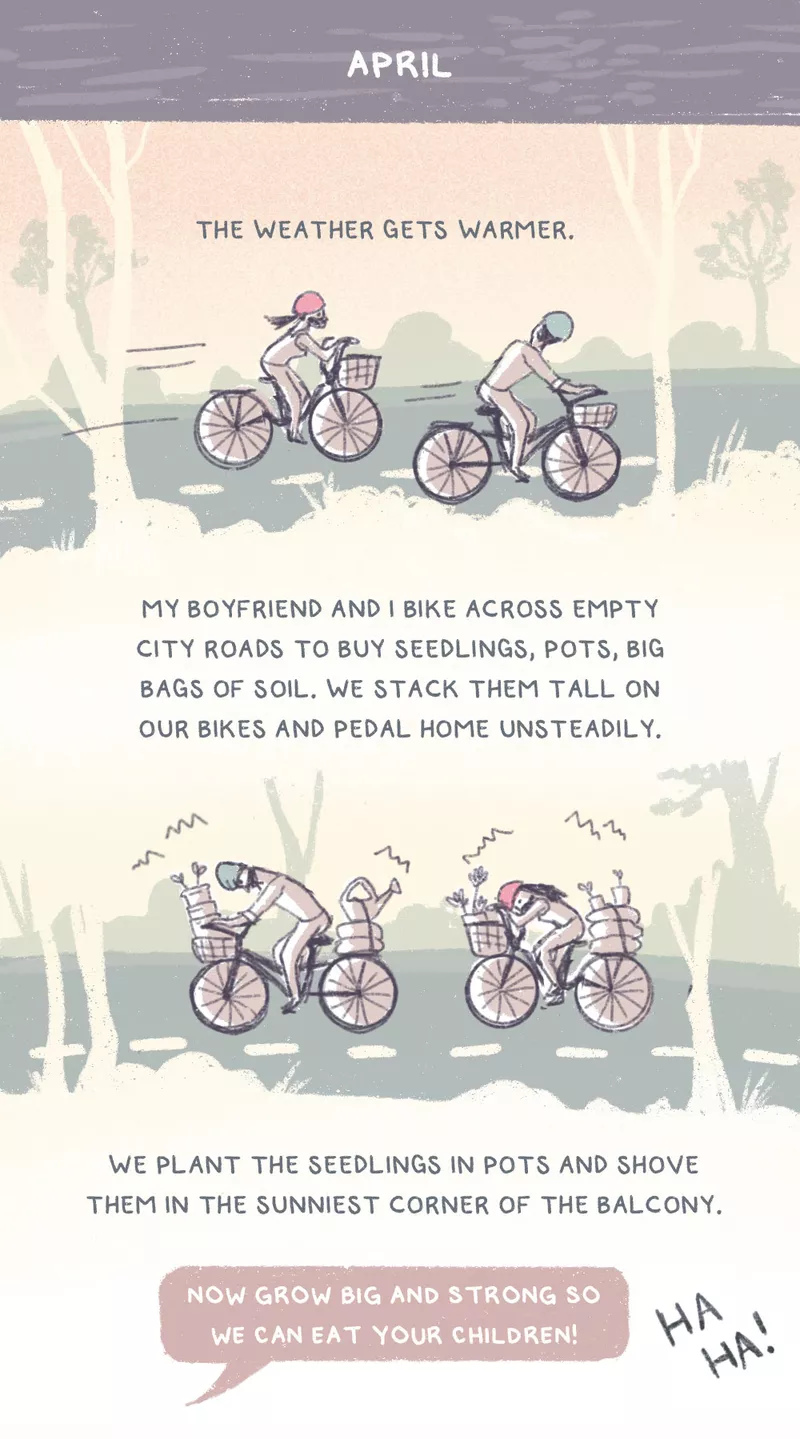 APRIL
THE WEATHER GETS WARMER.
MY BOYFRIEND AND I BIKE ACROSS EMPTY
CITY ROADS TO BUY SEEDLINGS, POTS, BIG
BAGS OF SOIL. WE STACK THEM TALL ON
OUR BIKES AND PEDAL HOME UNSTEADILY.
WE PLANT THE SEEDLINGS IN POTS AND SHOVE
THEM IN THE SUNNIEST CORNER OF THE BALCONY.
NOW GROW BIG AND STRONG SO
WE CAN EAT YOUR CHILDREN!
HA
HA!